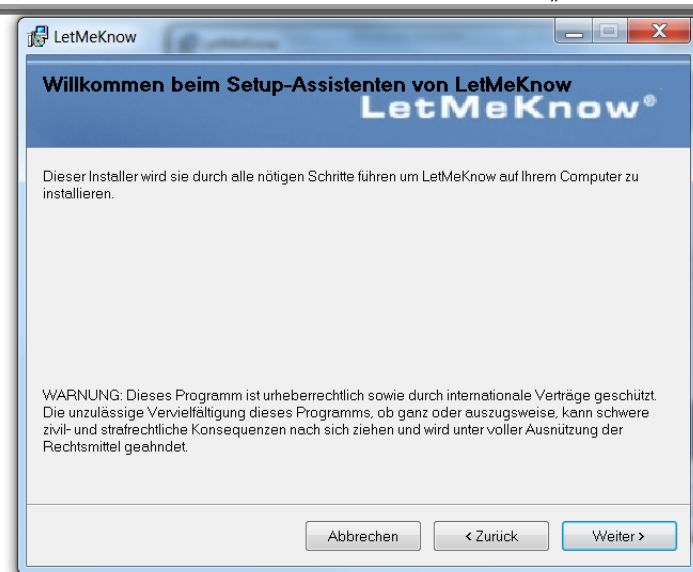 LetMeKnow
Willkommen beim Setup-Assistenten von LetMeKnow
LetMeKnow®
Dieser Installer wird sie durch alle nötigen Schritte führen um LetMeKnow auf Ihrem Computer zu
installieren.
WARNUNG: Dieses Programm ist urheberrechtlich sowie durch internationale Verträge geschützt.
Die unzulässige Vervielfältigung dieses Programms, ob ganz oder auszugsweise, kann schwere
zivil- und strafrechtliche Konsequenzen nach sich ziehen und wird unter voller Ausnützung der
Rechtsmittel geahndet.
Abbrechen < Zurück Weiter >